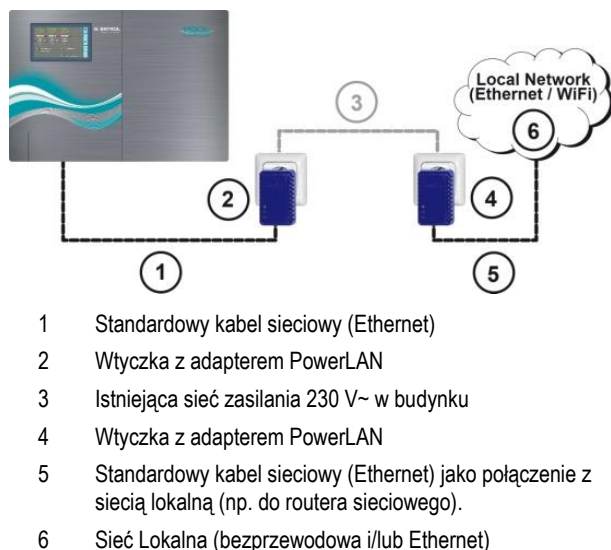 BAYROL
Local Network
(Ethernet / WiFi)
3
6
2
4
1
5
1 Standardowy kabel sieciowy (Ethernet)
2 Wtyczka z adapterem PowerLAN
3 Istniejąca sieć zasilania 230 V~ w budynku
4 Wtyczka z adapterem PowerLAN
5 Standardowy kabel sieciowy (Ethernet) jako połączenie z
siecią lokalną (np. do routera sieciowego).
6 Sieć Lokalna (bezprzewodowa i/lub Ethernet)